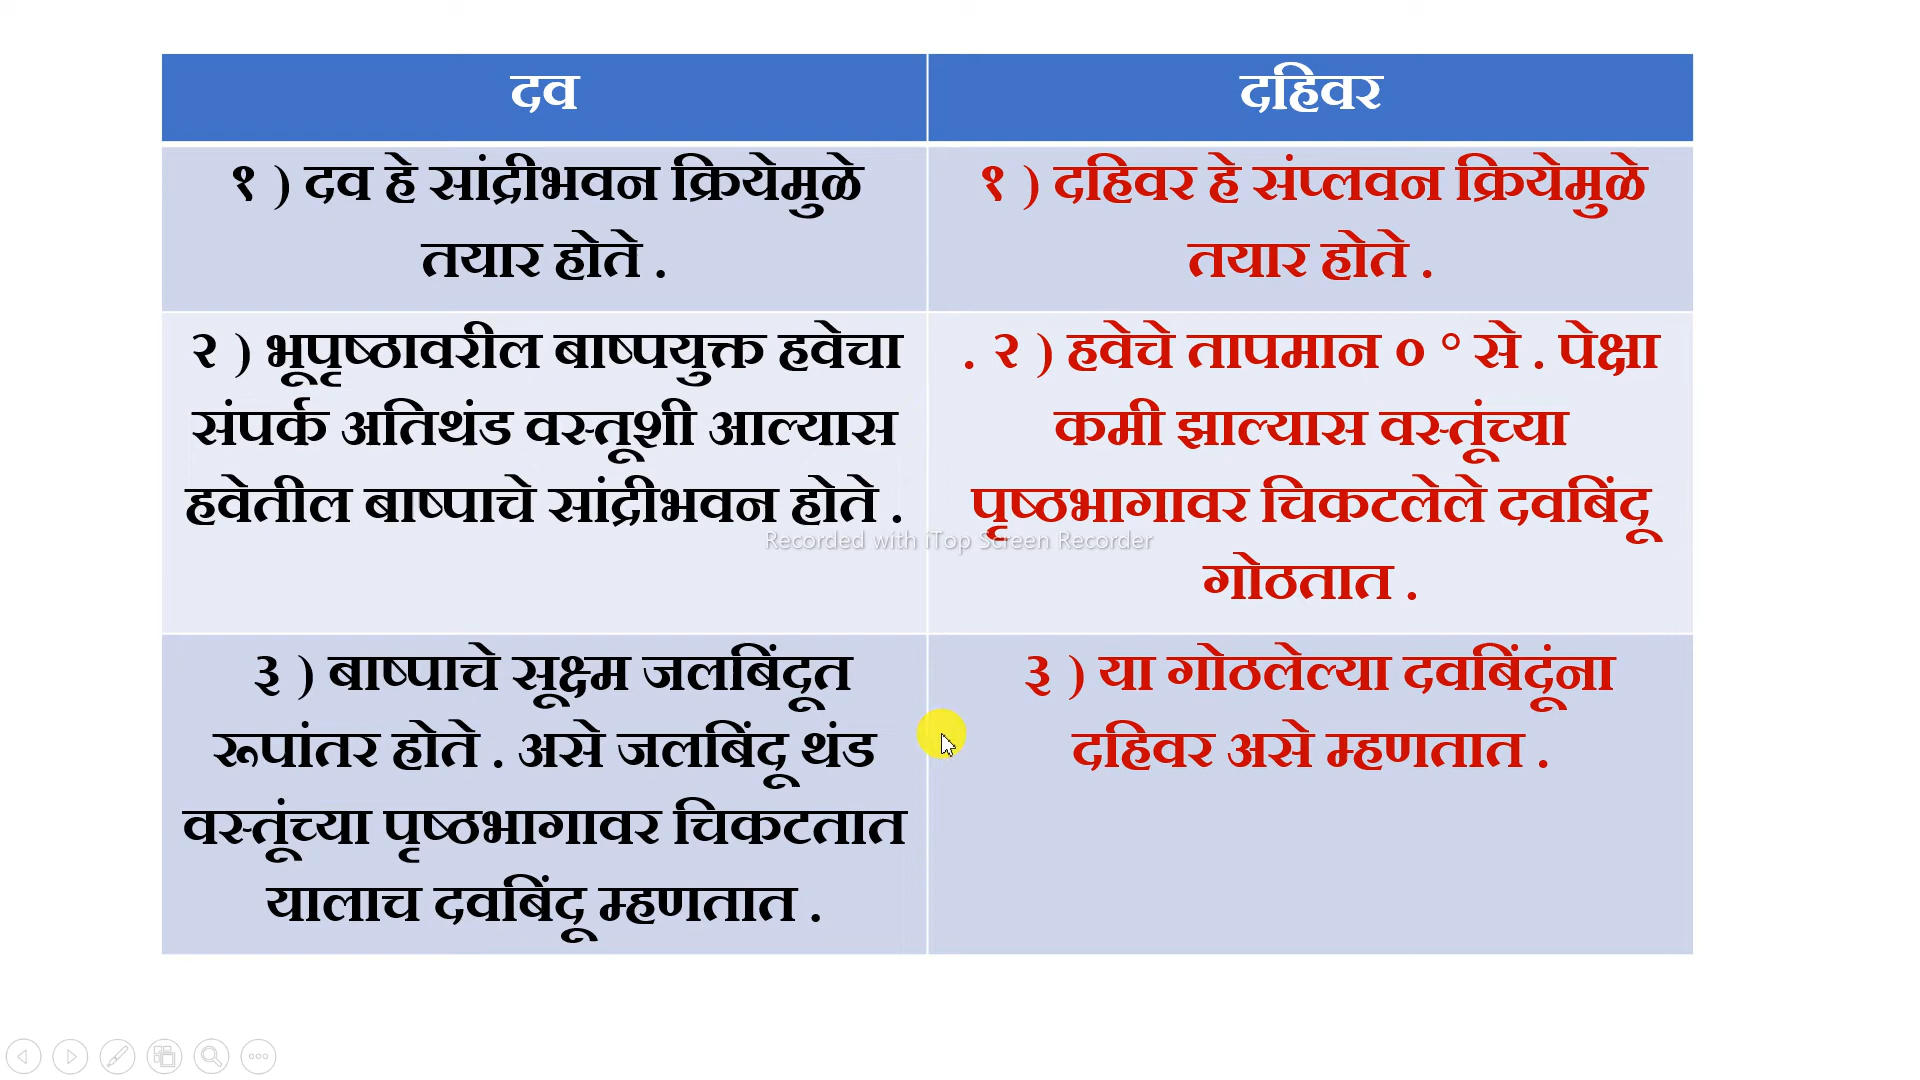 दव
दहिवर
१ ) दव हे सांद्रीभवन क्रियेमुळे
तयार होते .
१ ) दहिवर हे संप्लवन क्रियेमुळे
तयार होते .
२ ) भूपृष्ठावरील बाष्पयुक्त हवेचा
संपर्क अतिथंड वस्तूशी आल्यास
हवेतील बाष्पाचे सांद्रीभवन होते .
. २ ) हवेचे तापमान ० ° से . पेक्षा
कमी झाल्यास वस्तूंच्या
पृष्ठभागावर चिकटलेले दवबिंदू
गोठतात .
Recorded with iTop Screen Recorder
३ ) बाष्पाचे सूक्ष्म जलबिंदूत
रूपांतर होते . असे जलबिंदू थंड
वस्तूंच्या पृष्ठभागावर चिकटतात
यालाच दवबिंदू म्हणतात .
३ ) या गोठलेल्या दवबिंदूंना
दहिवर असे म्हणतात .